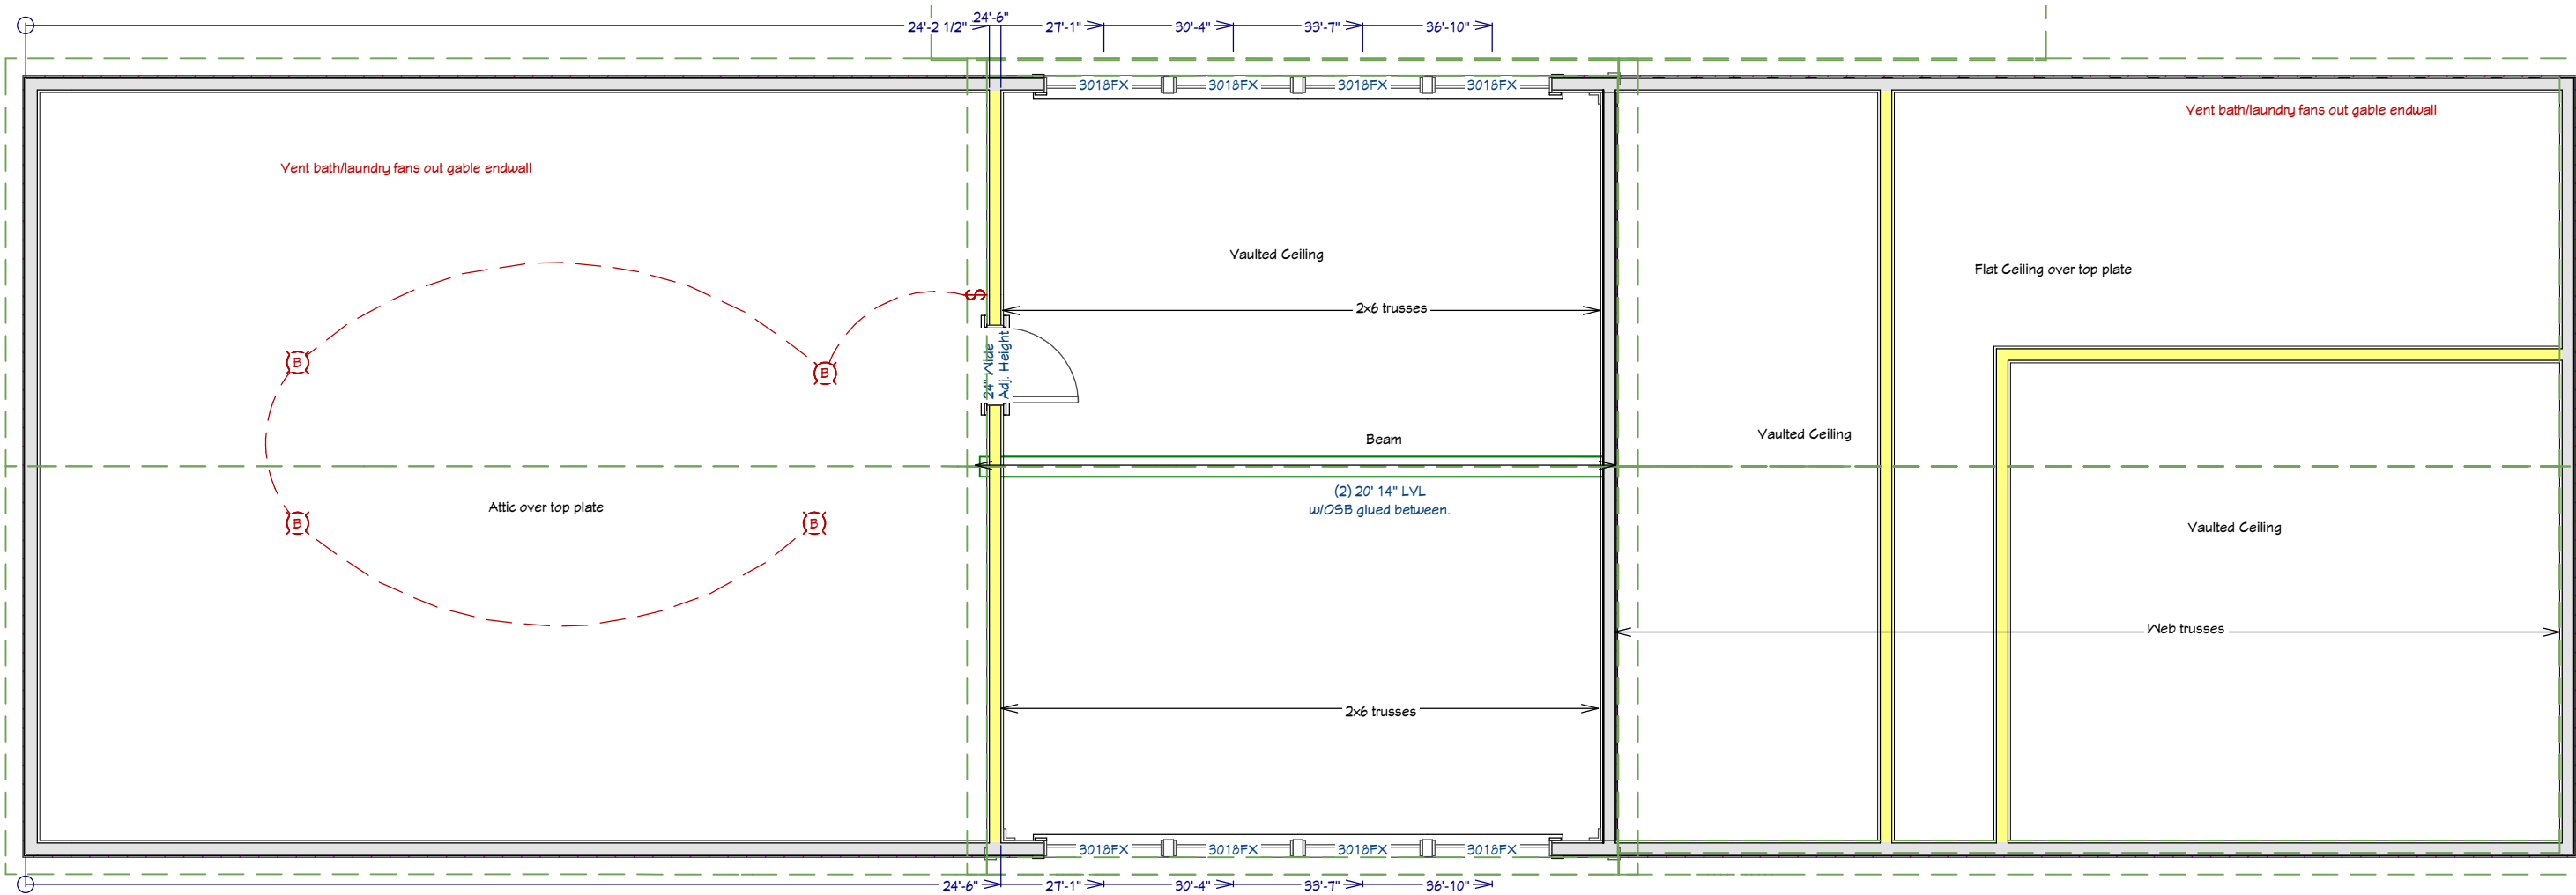 24'-6"
24'-2 1/2"
27'-1"
30'-4"
33'-7"
36'-10"
3018FX
3018FX
3018FX
3018FX
Vent bath/laundry fans out gable endwall
Vent bath/laundry fans out gable endwall
Vaulted Ceiling
Flat Ceiling over top plate
$
2x6 trusses
24" Wide
Adj. Height
B
B
Beam
Vaulted Ceiling
(2) 20' 14" LVL
w/OSB glued between.
Attic over top plate
B
B
Vaulted Ceiling
Web trusses
2x6 trusses
3018FX
3018FX
3018FX
3018FX
24'-6"
27'-1"
30'-4"
33'-7"
36'-10"